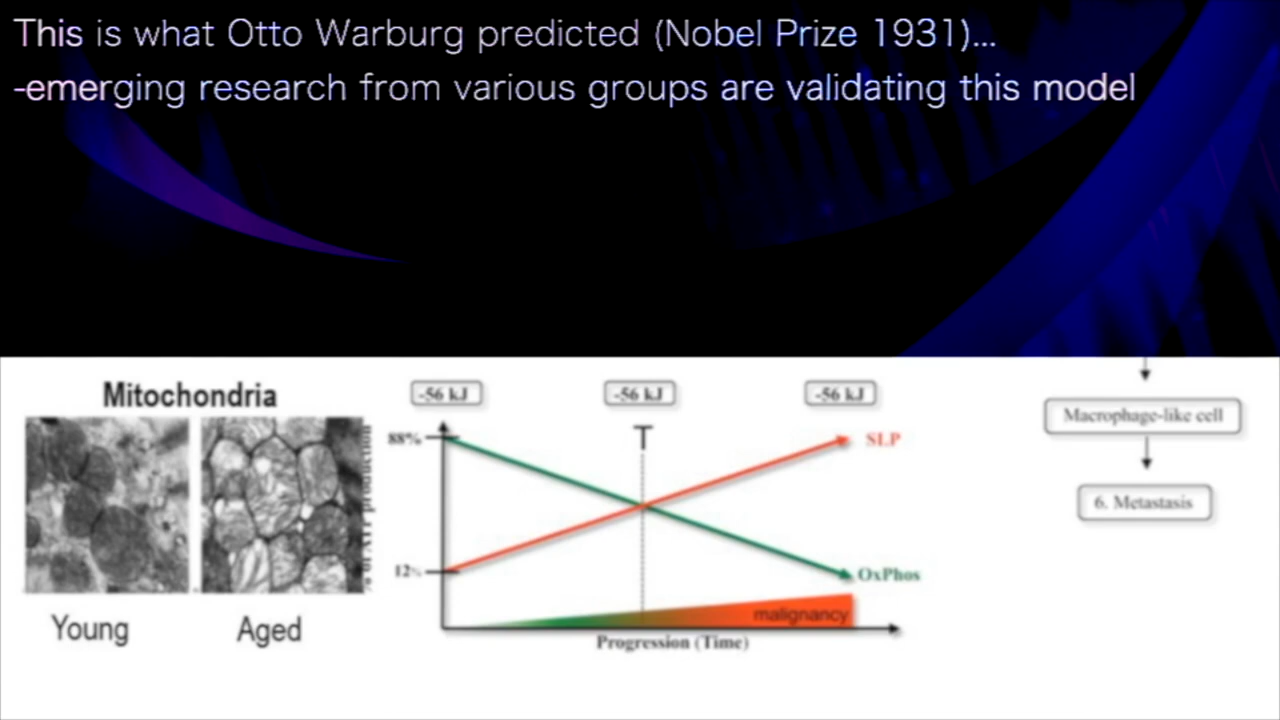 This is what Otto Warburg predicted (Nobel Prize 1931)...
-emerging research from various groups are validating this model
Mitochondria
Young
Aged
-56 kJ
-56 kJ
-56 kJ
88%
12%
T
SLP
OxPhos
malignancy
Progression (Time)
production
Macrophage-like cell
6. Metastasis